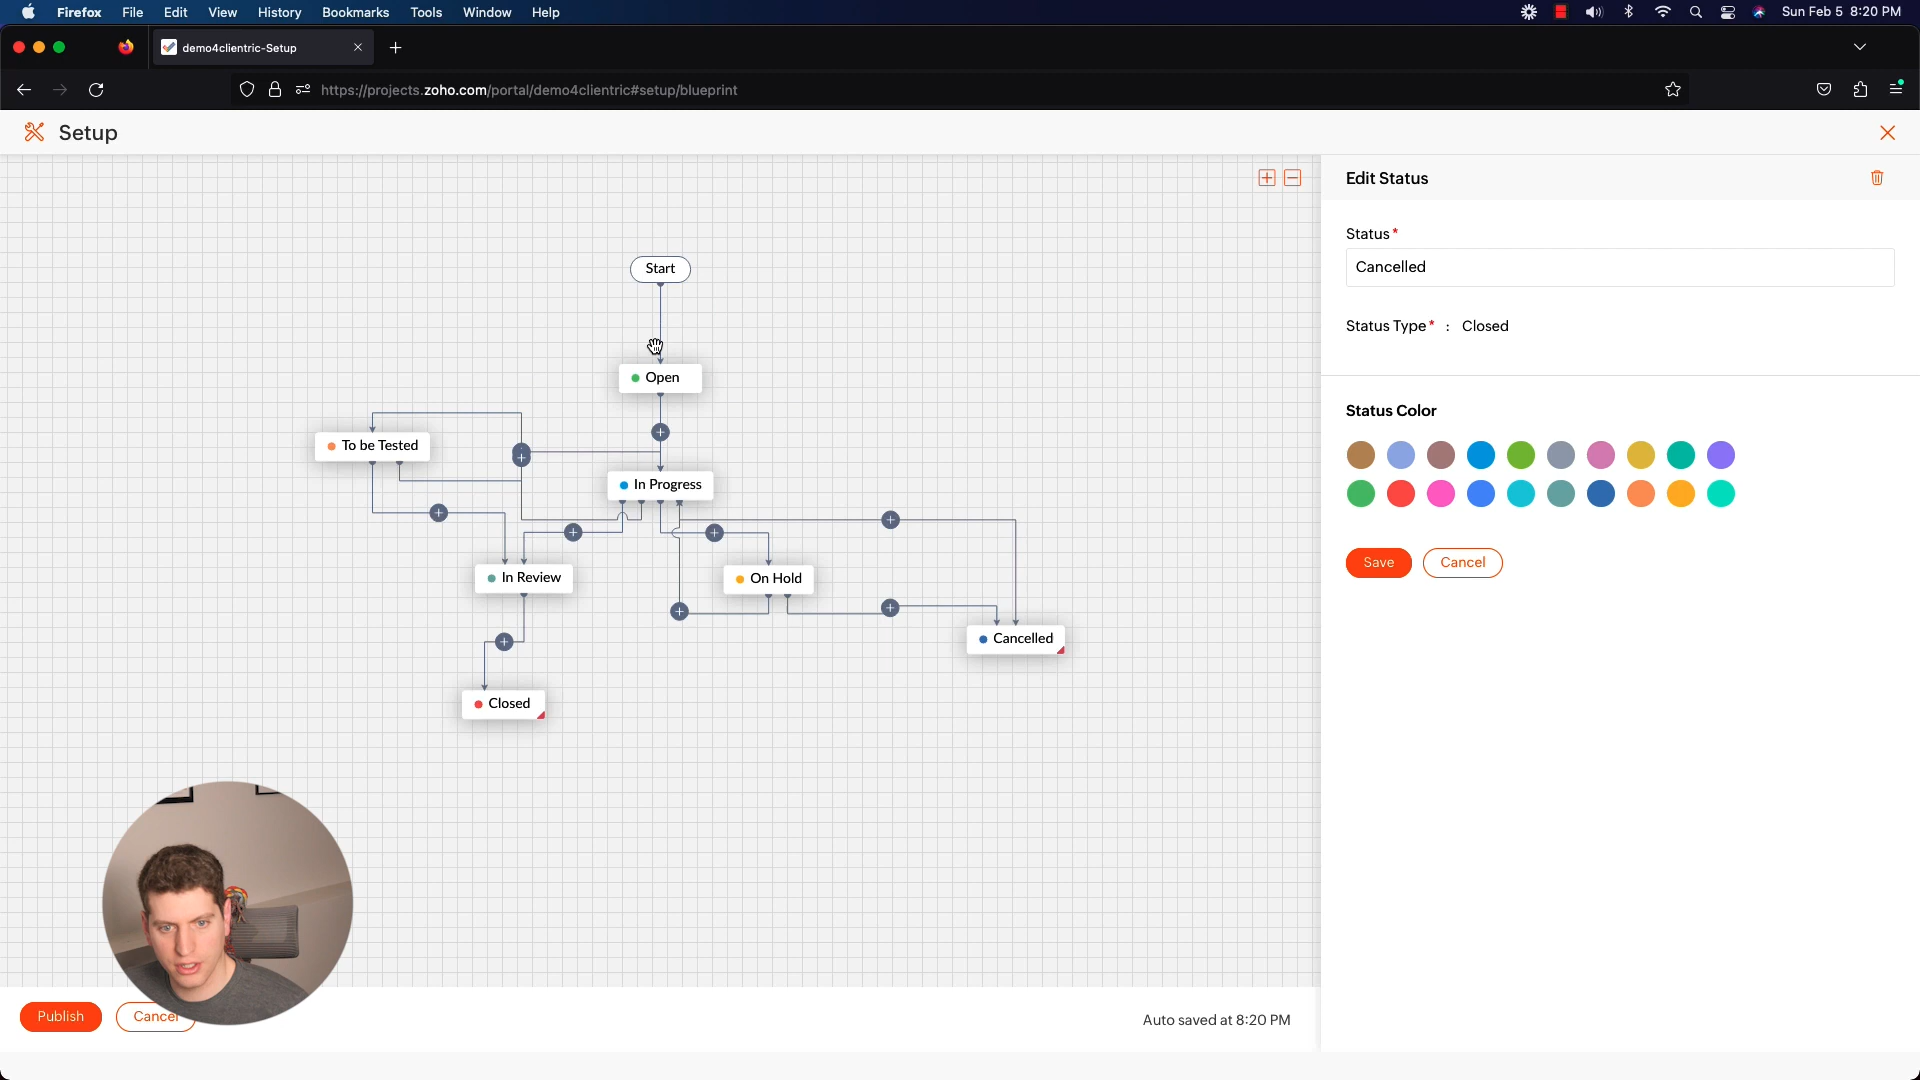 Firefox File Edit View History Bookmarks Tools Window Help Sun Feb 5 8:20 PM
demo4clientric-Setup
https://projects.zoho.com/portal/demo4clientric#setup/blueprint
Setup
Start
Open
To be Tested
In Progress
In Review
On Hold
Cancelled
Closed
Publish
Cancel
Auto saved at 8:20 PM
Edit Status
Status*
Cancelled
Status Type* : Closed
Status Color
Save Cancel